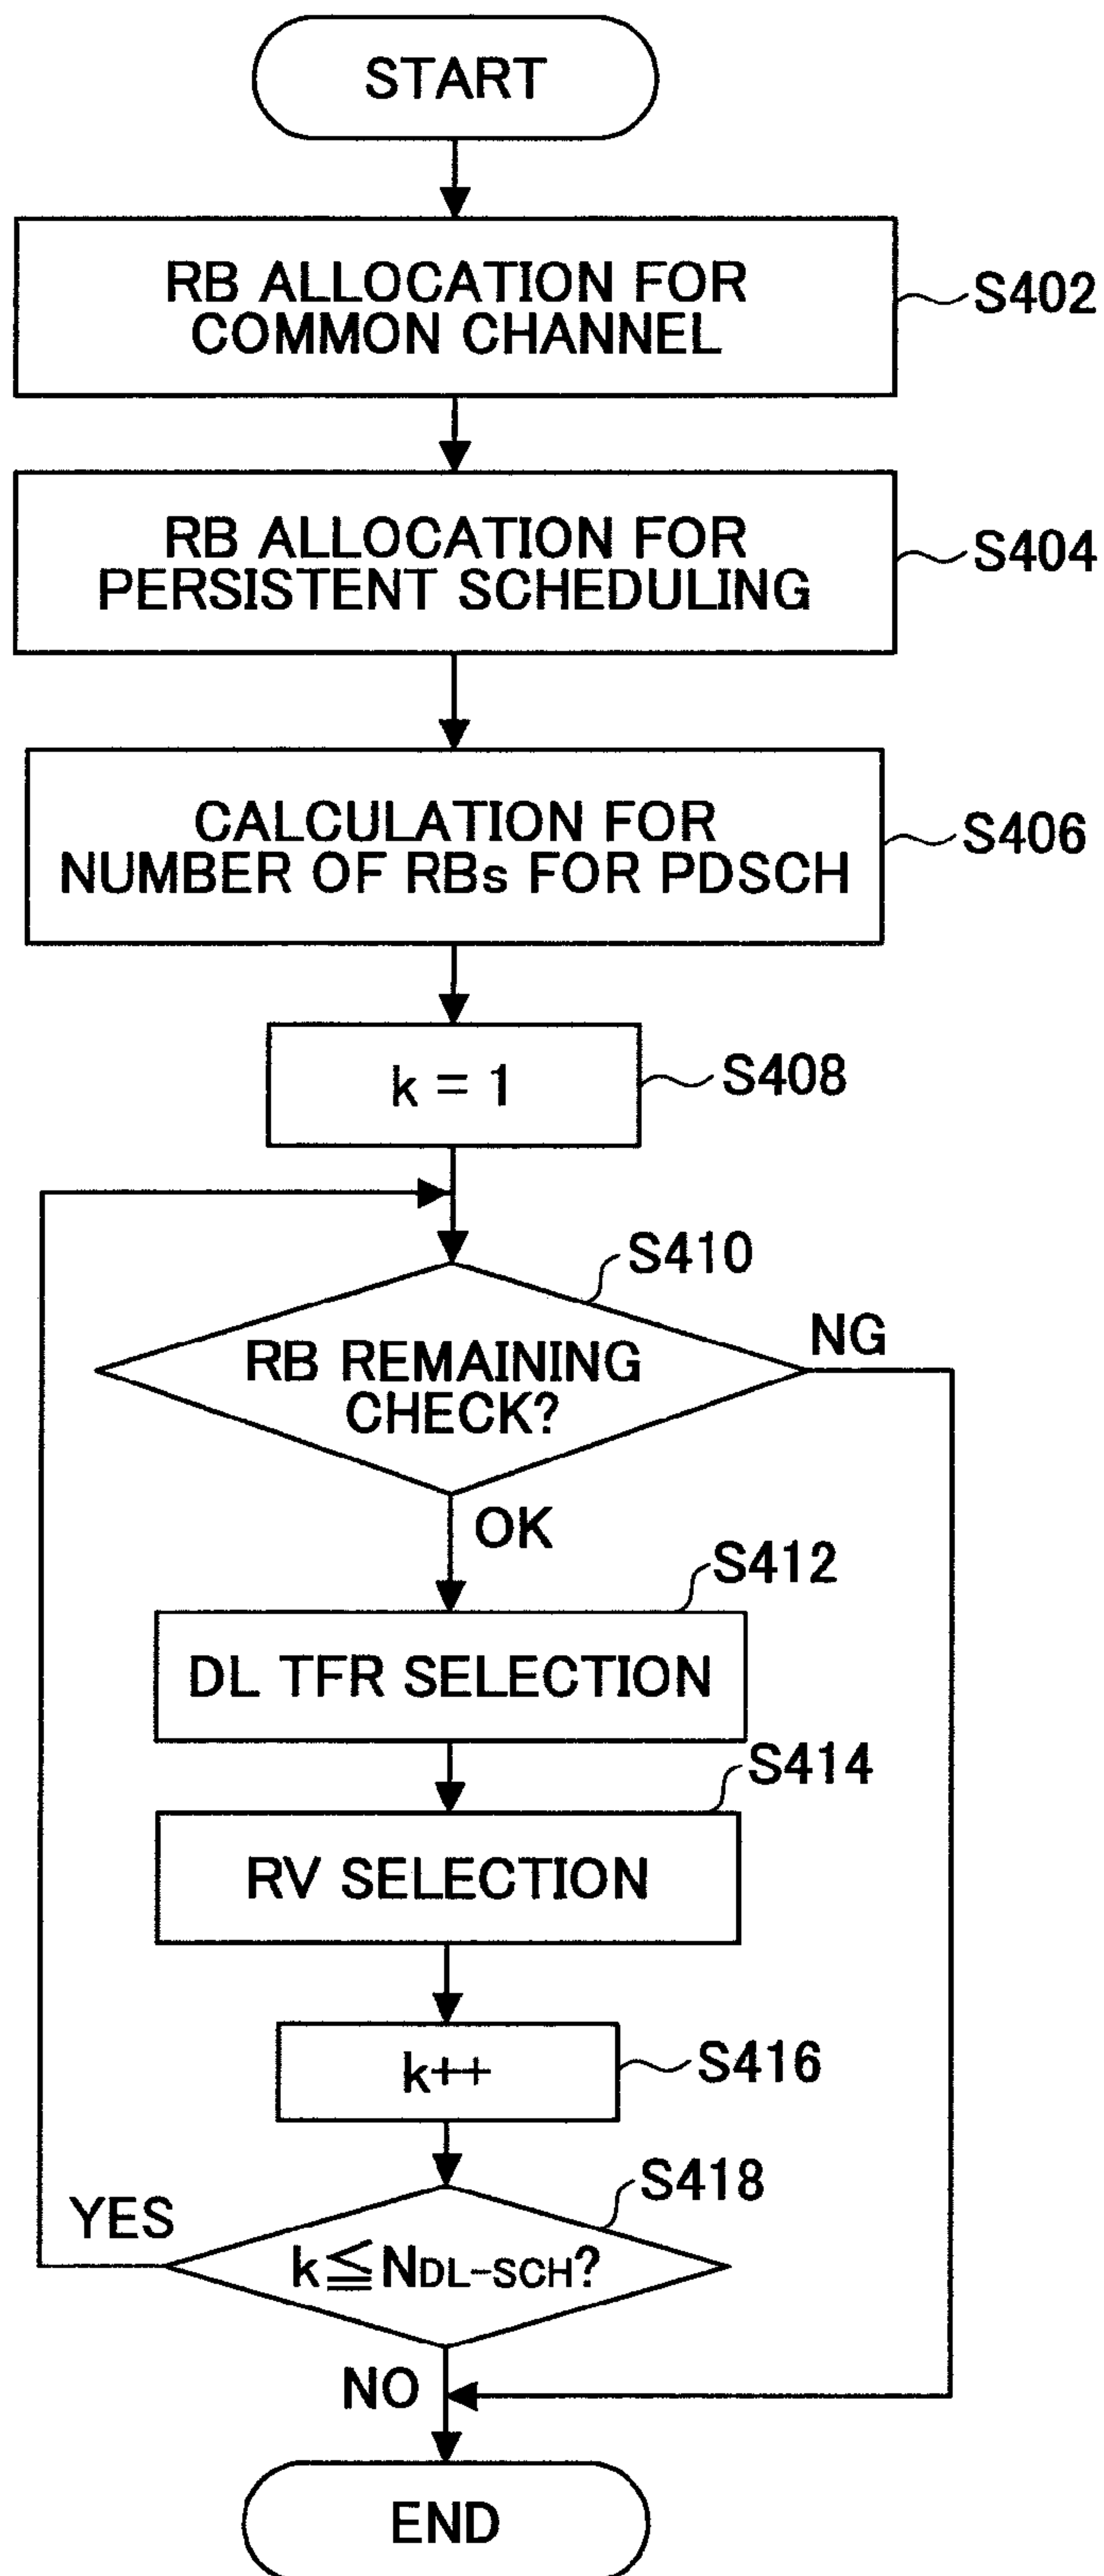 START
RB ALLOCATION FOR
COMMON CHANNEL
S402
RB ALLOCATION FOR
PERSISTENT SCHEDULING
S404
CALCULATION FOR
NUMBER OF RBs FOR PDSCH
S406
k = 1
S408
S410
RB REMAINING
CHECK?
NG
OK
S412
DL TFR SELECTION
S414
RV SELECTION
k++
S416
S418
YES
k≦NDL-SCH?
NO
END